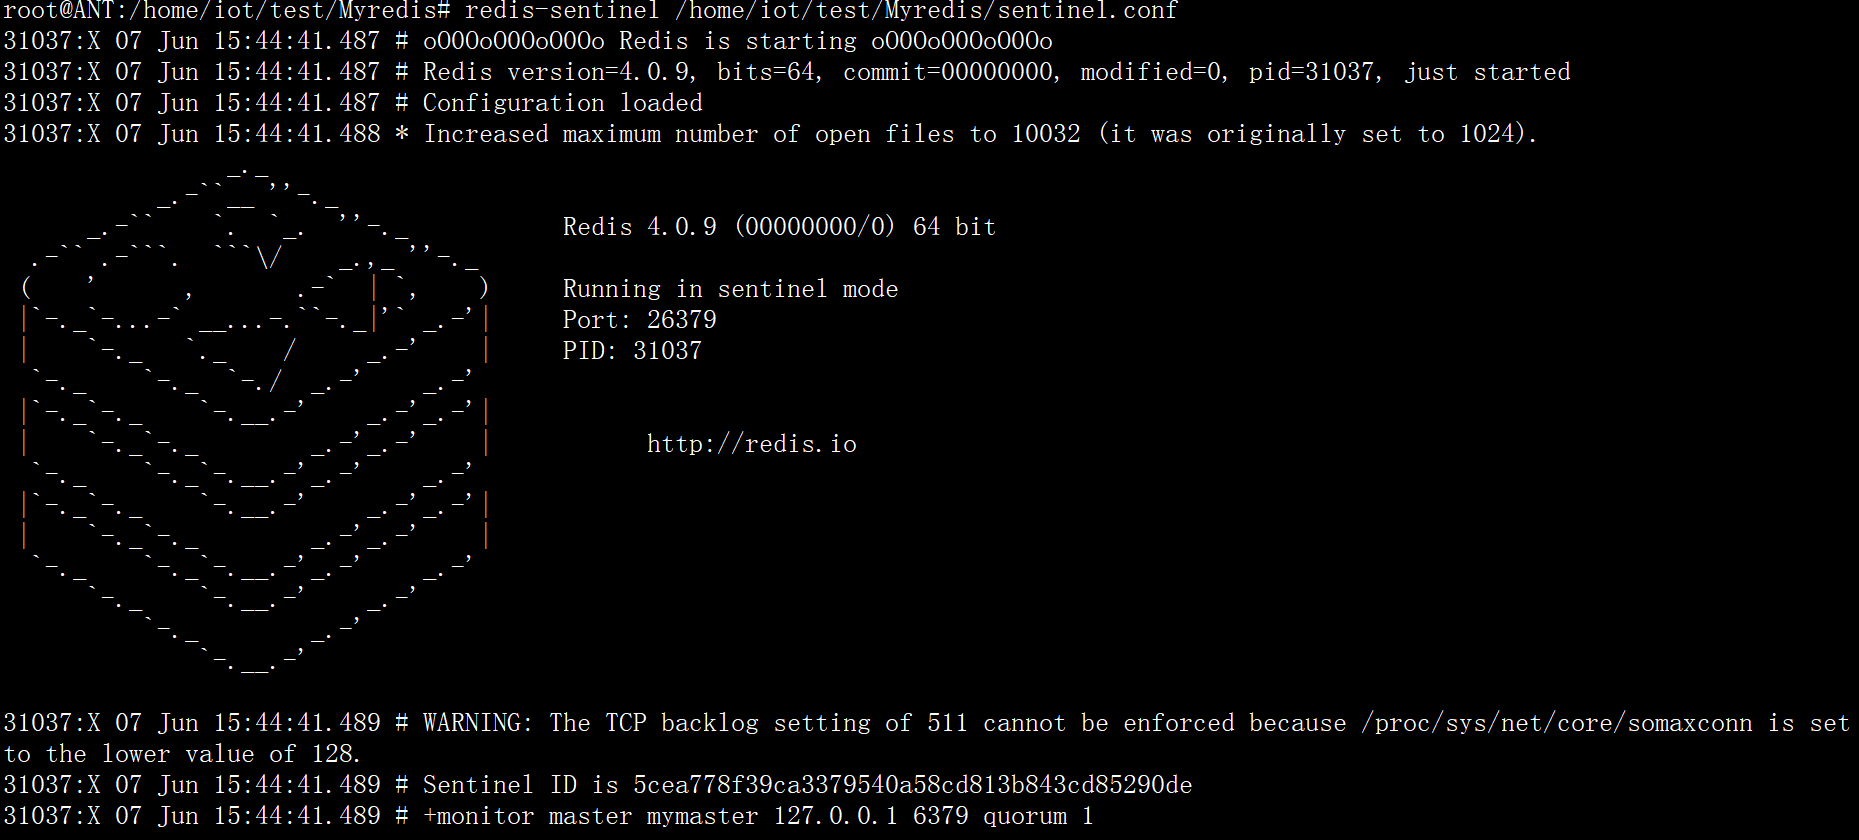 root@ANT:/home/iot/test/Myredis# redis-sentinel /home/iot/test/Myredis/sentinel.conf
31037:X 07 Jun 15:44:41.487 # oO0OoO0OoO0Oo Redis is starting oO0OoO0OoO0Oo
31037:X 07 Jun 15:44:41.487 # Redis version=4.0.9, bits=64, commit=00000000, modified=0, pid=31037, just started
31037:X 07 Jun 15:44:41.487 # Configuration loaded
31037:X 07 Jun 15:44:41.488 * Increased maximum number of open files to 10032 (it was originally set to 1024).
Redis 4.0.9 (00000000/0) 64 bit
Running in sentinel mode
Port: 26379
PID: 31037
http://redis.io
31037:X 07 Jun 15:44:41.489 # WARNING: The TCP backlog setting of 511 cannot be enforced because /proc/sys/net/core/somaxconn is set
to the lower value of 128.
31037:X 07 Jun 15:44:41.489 # Sentinel ID is 5cea778f39ca3379540a58cd813b843cd85290de
31037:X 07 Jun 15:44:41.489 # +monitor master mymaster 127.0.0.1 6379 quorum 1